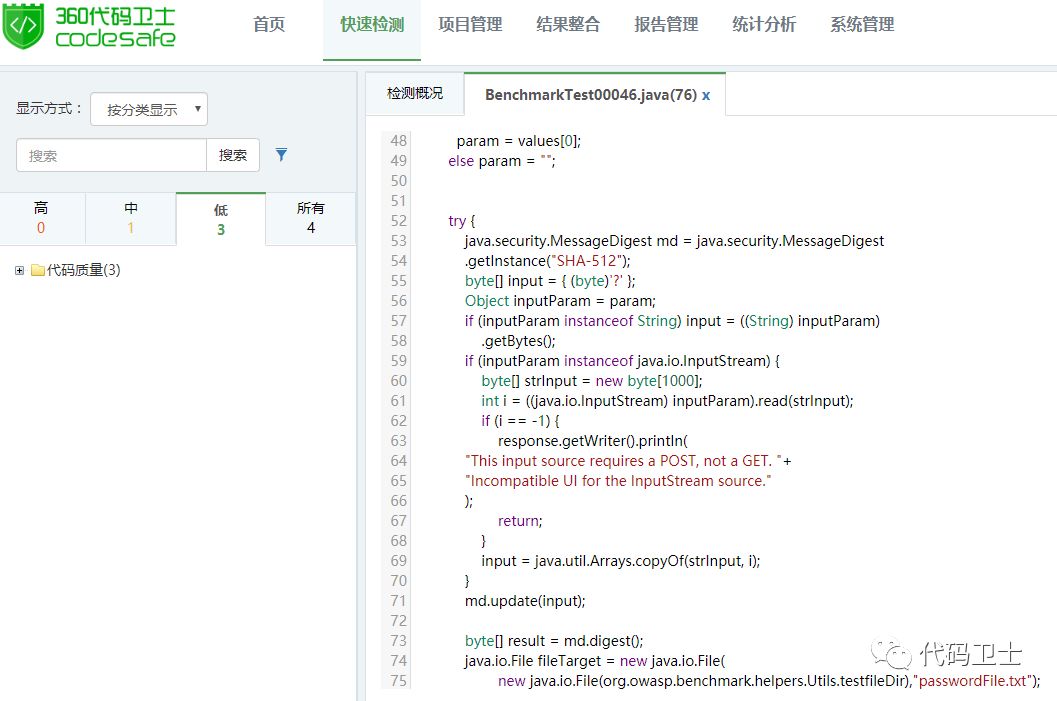 360代码卫士
codesafe
首页 快速检测 项目管理 结果整合 报告管理 统计分析 系统管理
显示方式： 按分类显示
搜索 搜索
高 中 低 所有
0 1 3 4
代码质量(3)
检测概况 BenchmarkTest00046.java(76) x
48 param = values[0];
49 else param = "";
50
51
52 try {
53 java.security.MessageDigest md = java.security.MessageDigest
54 .getInstance("SHA-512");
55 byte[] input = { (byte)'?' };
56 Object inputParam = param;
57 if (inputParam instanceof String) input = ((String) inputParam)
58 .getBytes();
59 if (inputParam instanceof java.io.InputStream) {
60 byte[] strInput = new byte[1000];
61 int i = ((java.io.InputStream) inputParam).read(strInput);
62 if (i == -1) {
63 response.getWriter().println(
64 "This input source requires a POST, not a GET. "+
65 "Incompatible UI for the InputStream source."
66 );
67 return;
68 }
69 input = java.util.Arrays.copyOf(strInput, i);
70 }
71 md.update(input);
72
73 byte[] result = md.digest();
74 java.io.File fileTarget = new java.io.File(
75 new java.io.File(org.owasp.benchmark.helpers.Utils.testfileDir),"passwordFile.txt");
代码卫士